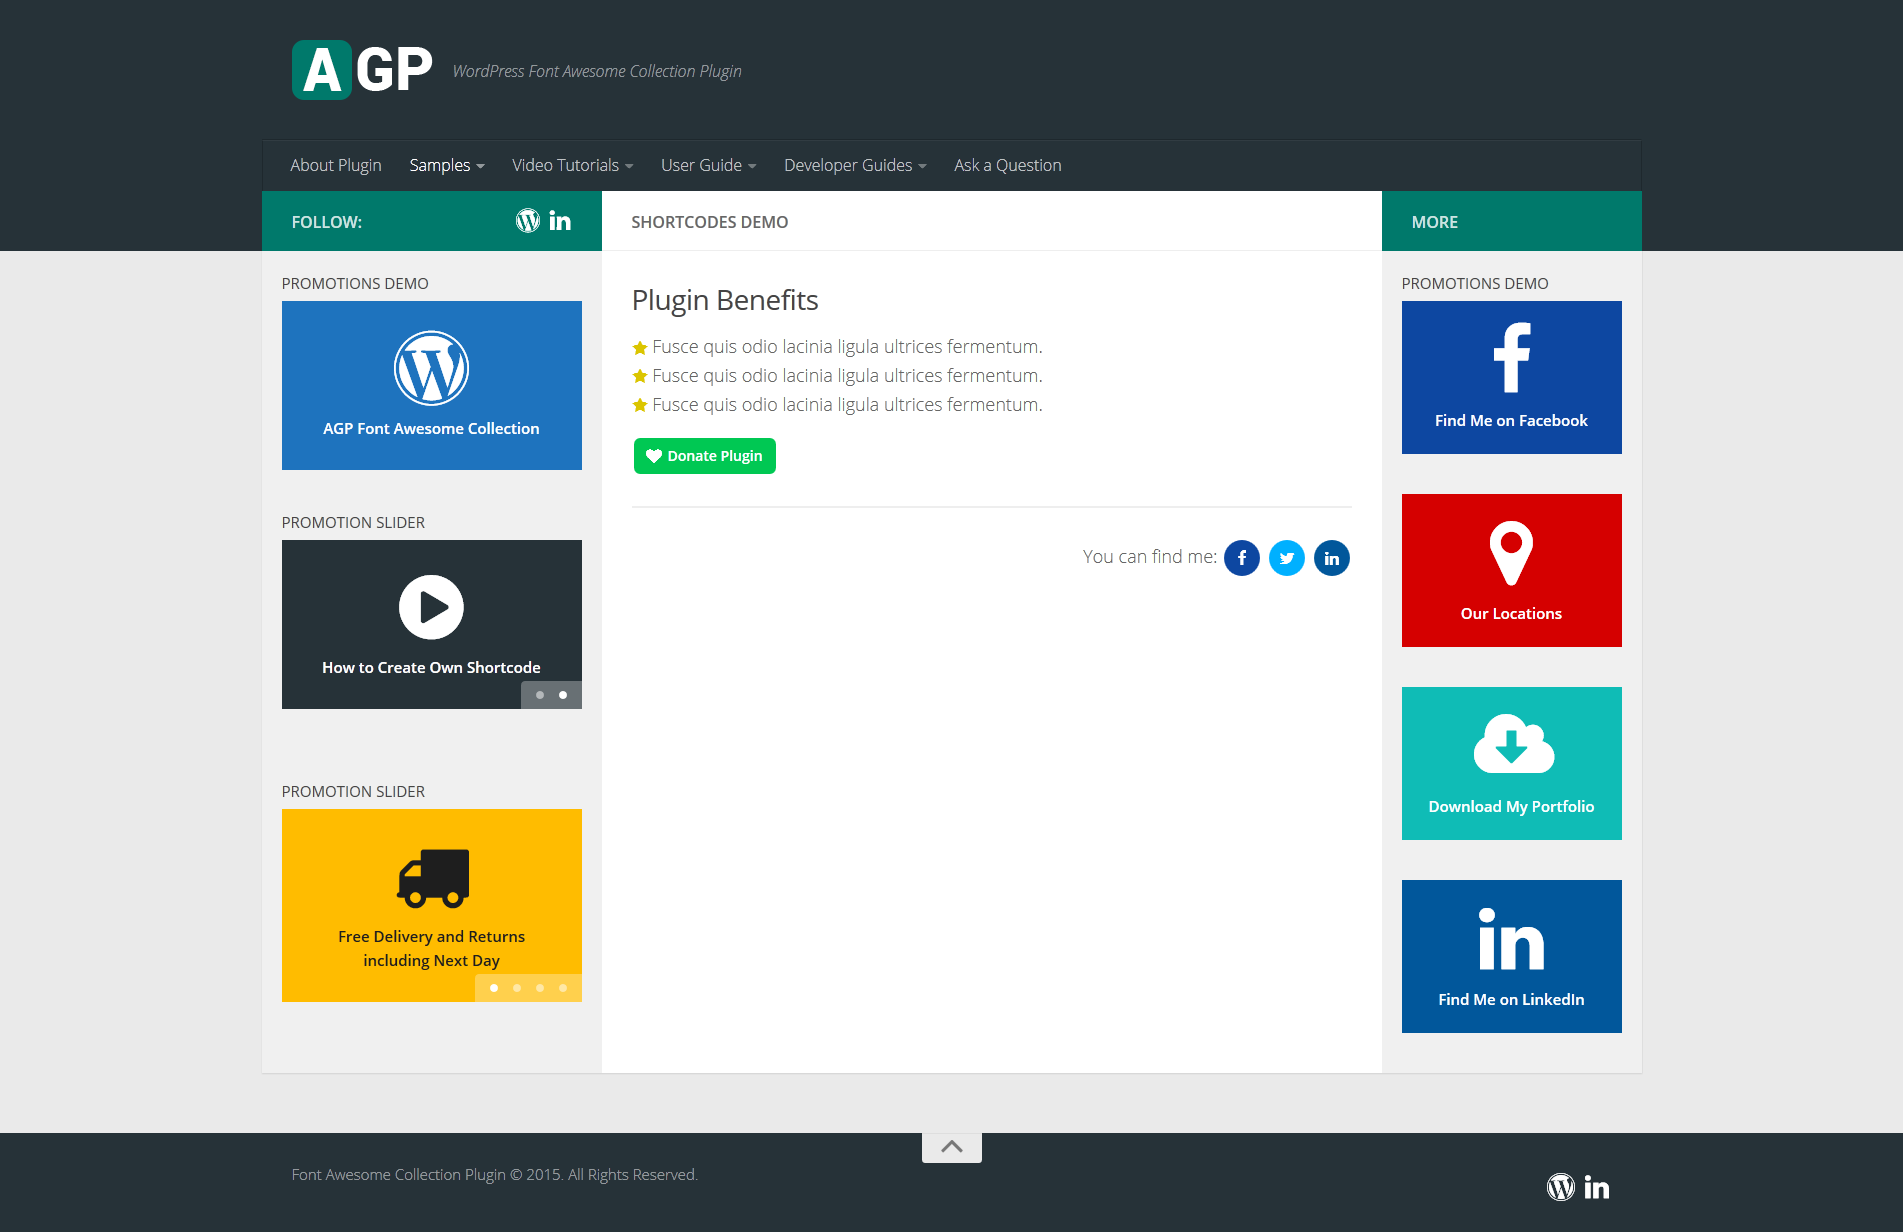 AGP
WordPress Font Awesome Collection Plugin
About Plugin
Samples
Video Tutorials
User Guide
Developer Guides
Ask a Question
FOLLOW:
SHORTCODES DEMO
MORE
PROMOTIONS DEMO
AGP Font Awesome Collection
PROMOTION SLIDER
How to Create Own Shortcode
PROMOTION SLIDER
Free Delivery and Returns
including Next Day
Plugin Benefits
Fusce quis odio lacinia ligula ultrices fermentum.
Fusce quis odio lacinia ligula ultrices fermentum.
Fusce quis odio lacinia ligula ultrices fermentum.
Donate Plugin
You can find me:
PROMOTIONS DEMO
Find Me on Facebook
Our Locations
Download My Portfolio
Find Me on LinkedIn
Font Awesome Collection Plugin © 2015. All Rights Reserved.